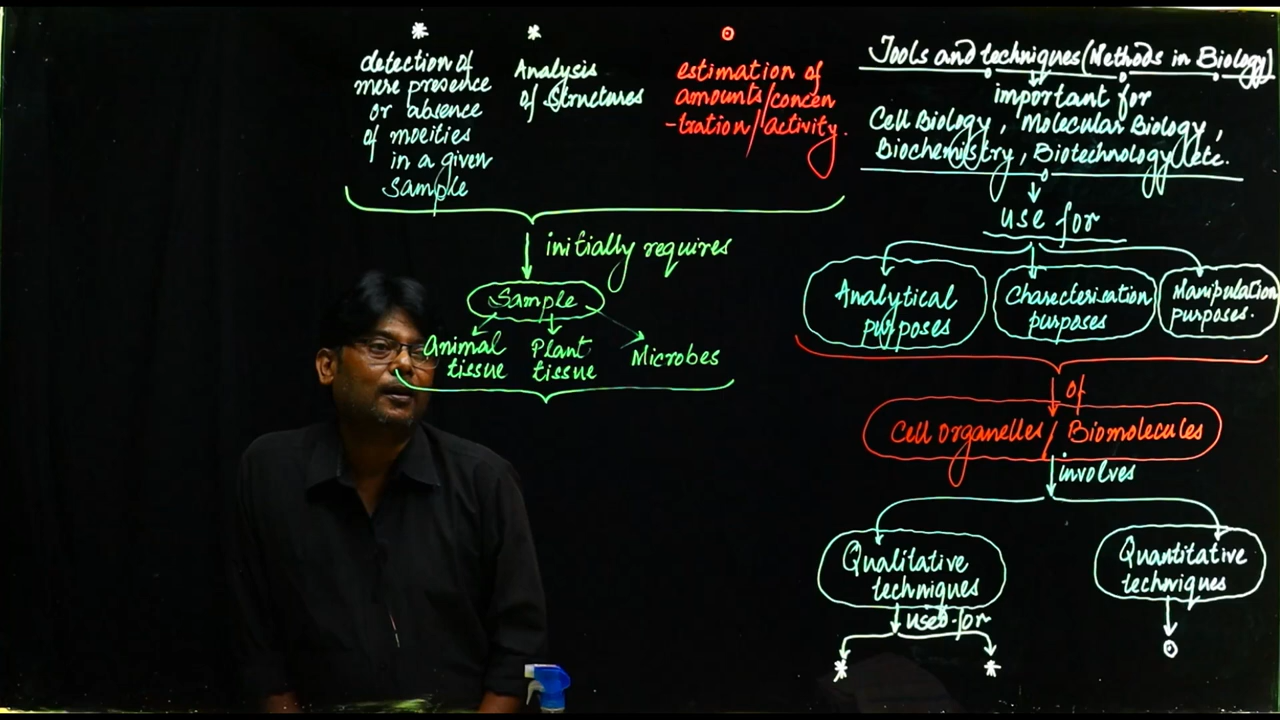 Tools and techniques (Methods in Biology)
important for
Cell Biology, Molecular Biology,
Biochemistry, Biotechnology etc.
use for
Analytical
purposes
Characterisation
purposes
Manipulation
purposes.
of
Cell organelles / Biomolecules
involves
Qualitative
techniques
Quantitative
techniques
used for
detection of
mere presence
or absence
of moeities
in a given
sample
Analysis
of Structures
estimation of
amounts/concen
-tration/activity.
initially requires
Sample
Animal
tissue
Plant
tissue
Microbes